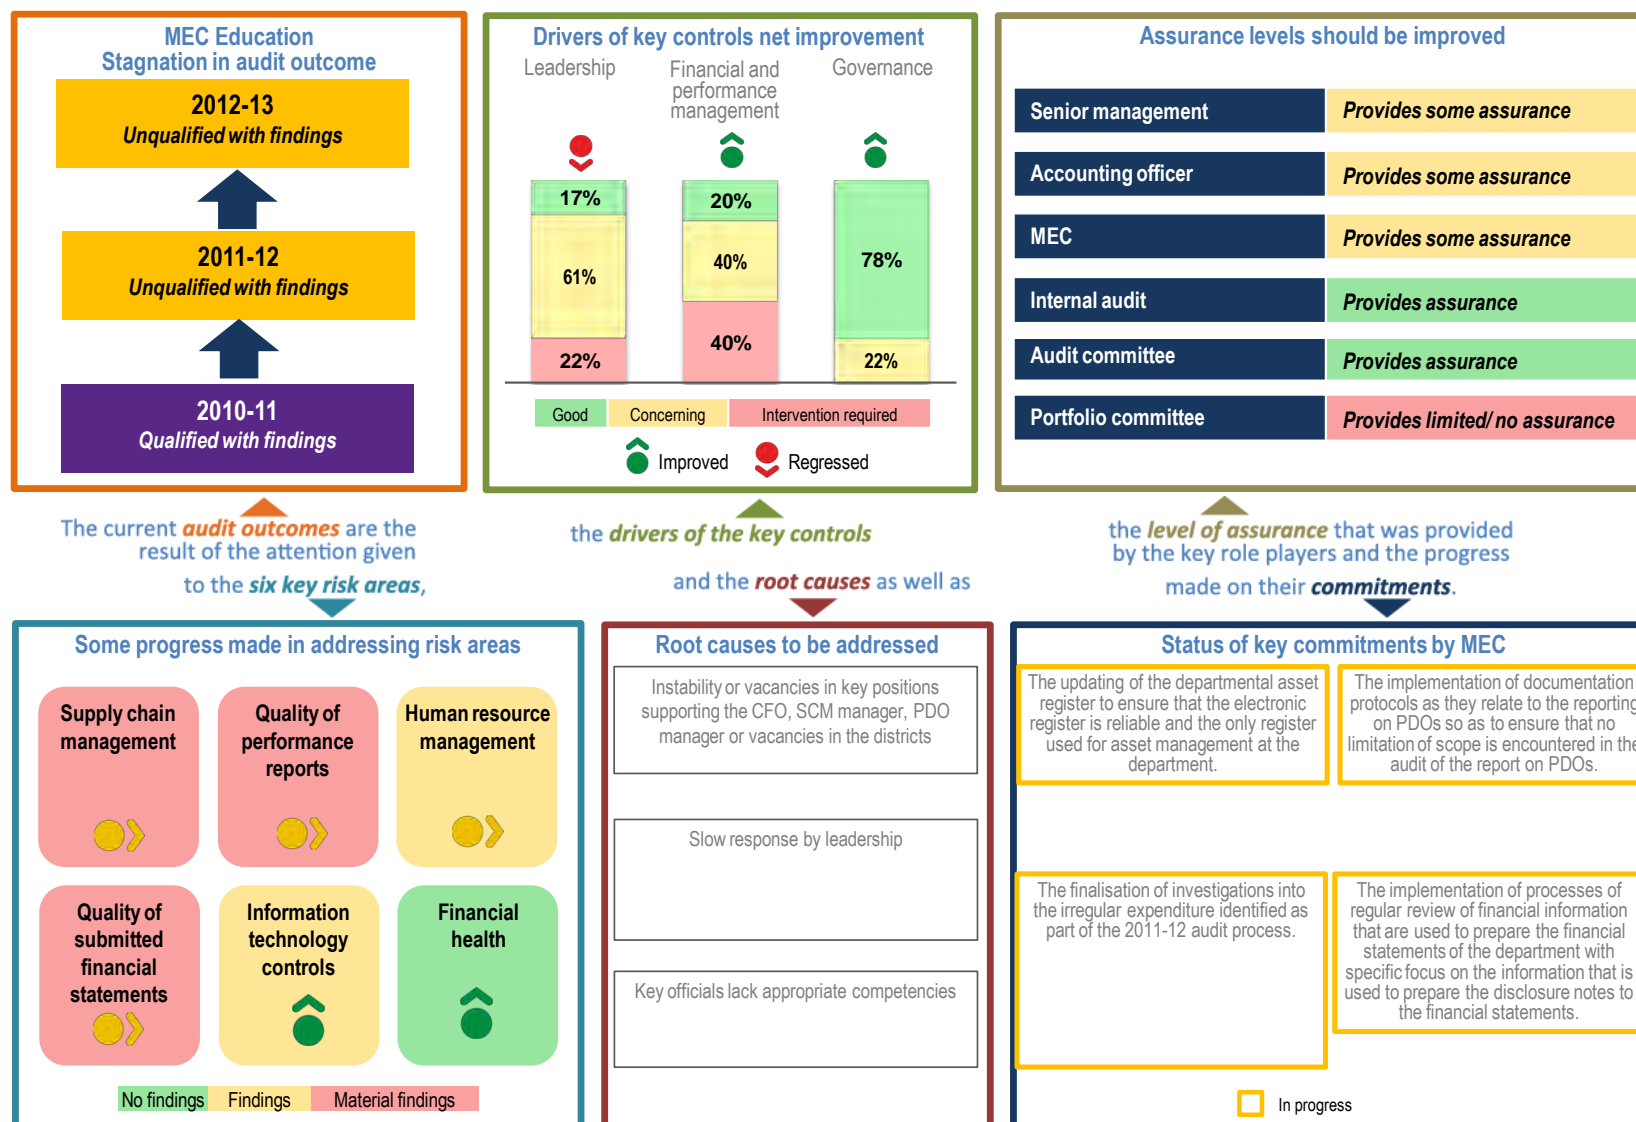 MEC Education
Stagnation in audit outcome
2012-13
Unqualified with findings
2011-12
Unqualified with findings
2010-11
Qualified with findings
Drivers of key controls net improvement
Leadership
Financial and
performance
management
Governance
17%
61%
22%
20%
40%
40%
78%
22%
Good
Concerning
Intervention required
Improved
Regressed
Assurance levels should be improved
Senior management
Provides some assurance
Accounting officer
Provides some assurance
MEC
Provides some assurance
Internal audit
Provides assurance
Audit committee
Provides assurance
Portfolio committee
Provides limited/ no assurance
The current audit outcomes are the
result of the attention given
to the six key risk areas,
the drivers of the key controls
and the root causes as well as
the level of assurance that was provided
by the key role players and the progress
made on their commitments.
Some progress made in addressing risk areas
Supply chain
management
Quality of
performance
reports
Human resource
management
Quality of
submitted
financial
statements
Information
technology
controls
Financial
health
No findings
Findings
Material findings
Root causes to be addressed
Instability or vacancies in key positions
supporting the CFO, SCM manager, PDO
manager or vacancies in the districts
Slow response by leadership
Key officials lack appropriate competencies
Status of key commitments by MEC
The updating of the departmental asset
register to ensure that the electronic
register is reliable and the only register
used for asset management at the
department.
The implementation of documentation
protocols as they relate to the reporting
on PDOs so as to ensure that no
limitation of scope is encountered in the
audit of the report on PDOs.
The finalisation of investigations into
the irregular expenditure identified as
part of the 2011-12 audit process.
The implementation of processes of
regular review of financial information
that are used to prepare the financial
statements of the department with
specific focus on the information that is
used to prepare the disclosure notes to
the financial statements.
In progress